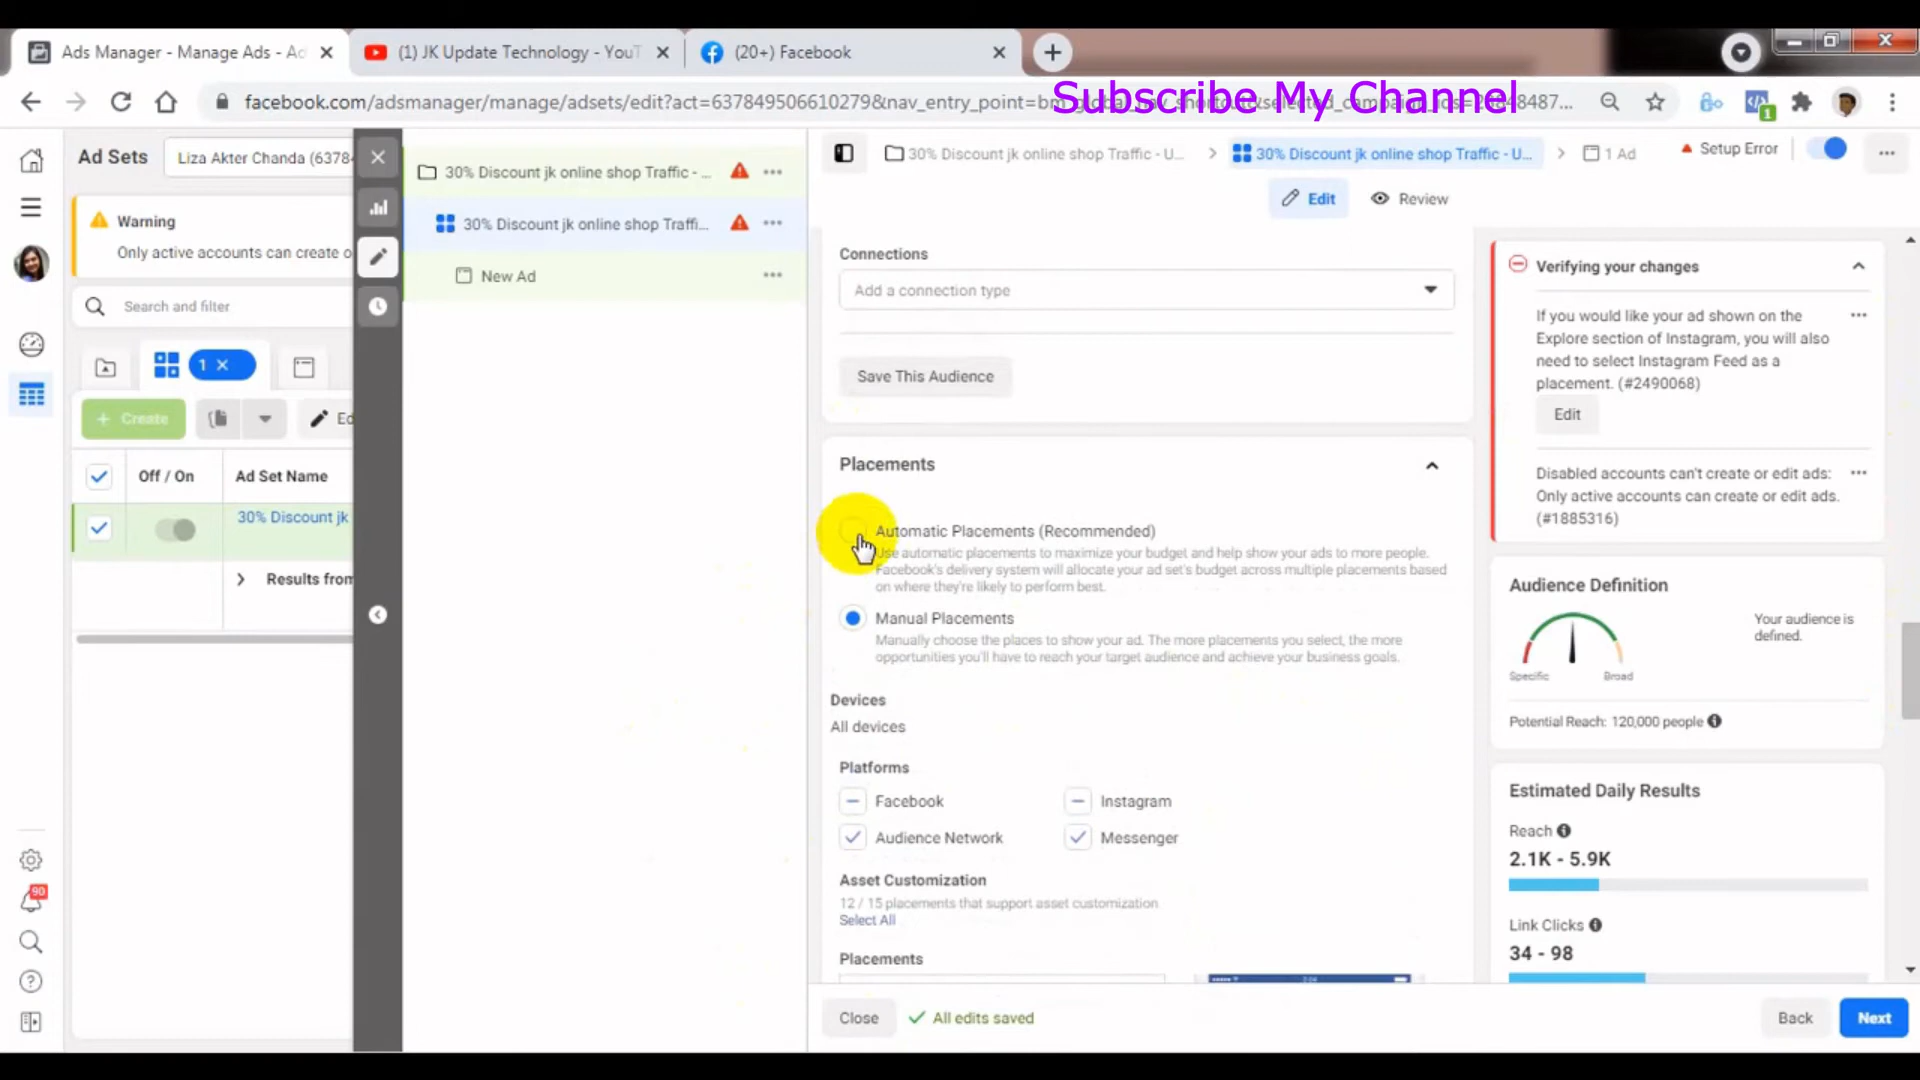 Ads Manager - Manage Ads - Ad
(1) JK Update Technology - YouT
(20+) Facebook
facebook.com/adsmanager/manage/adsets/edit?act=637849506610279&nav_entry_point=bm
Subscribe My Channel
Ad Sets
Liza Akter Chanda (6378
30% Discount jk online shop Traffic - ...
30% Discount jk online shop Traffic - U...
30% Discount jk online shop Traffic - U...
1 Ad
Setup Error
Warning
Only active accounts can create o
30% Discount jk online shop Traffi...
New Ad
Edit
Review
Search and filter
1
Create
Ed
Off / On
Ad Set Name
30% Discount jk
Results from
90
Connections
Add a connection type
Save This Audience
Placements
Automatic Placements (Recommended)
Use automatic placements to maximize your budget and help show your ads to more people.
Facebook's delivery system will allocate your ad set's budget across multiple placements based
on where they're likely to perform best.
Manual Placements
Manually choose the places to show your ad. The more placements you select, the more
opportunities you'll have to reach your target audience and achieve your business goals.
Devices
All devices
Platforms
Facebook
Instagram
Audience Network
Messenger
Asset Customization
12 / 15 placements that support asset customization
Select All
Placements
Close
All edits saved
Back
Next
Verifying your changes
If you would like your ad shown on the
Explore section of Instagram, you will also
need to select Instagram Feed as a
placement. (#2490068)
Edit
Disabled accounts can't create or edit ads:
Only active accounts can create or edit ads.
(#1885316)
Audience Definition
Your audience is
defined.
Specific
Broad
Potential Reach: 120,000 people
Estimated Daily Results
Reach
2.1K - 5.9K
Link Clicks
34 - 98